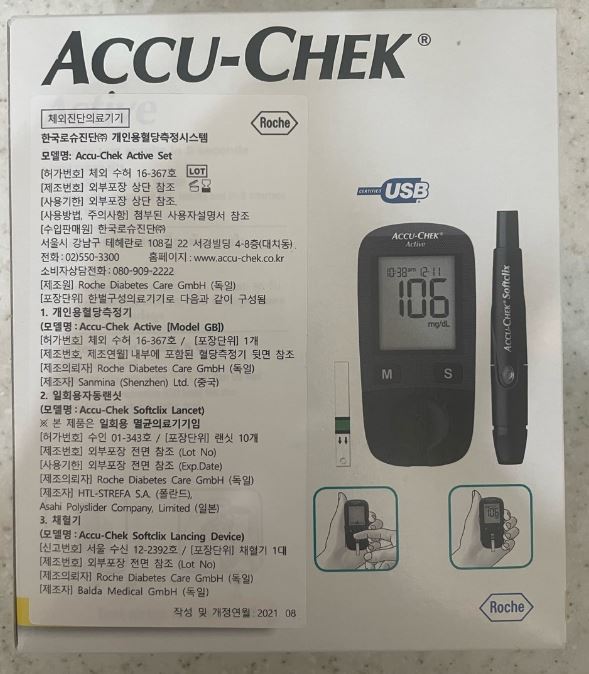 ACCU-CHEK®
체외진단의료기기
Roche
한국로슈진단㈜ 개인용혈당측정시스템
모델명: Accu-Chek Active Set
[허가번호] 체외 수허 16-367호 LOT
[제조번호] 외부포장 상단 참조
[사용기한] 외부포장 상단 참조.
[사용방법, 주의사항] 첨부된 사용자설명서 참조
[수입판매원] 한국로슈진단㈜
서울시 강남구 테헤란로 108길 22 서경빌딩 4-8층(대치동).
전화: 02)550-3300 홈페이지: www.accu-chek.co.kr
소비자상담전화: 080-909-2222
[제조원] Roche Diabetes Care GmbH (독일)
[포장단위] 한벌구성의료기기로 다음과 같이 구성됨
1. 개인용혈당측정기
(모델명: Accu-Chek Active [Model GB])
[허가번호] 체외 수허 16-367호 / [포장단위] 1개
[제조번호, 제조연월] 내부에 포함된 혈당측정기 뒷면 참조
[제조의뢰자] Roche Diabetes Care GmbH (독일)
[제조자] Sanmina (Shenzhen) Ltd. (중국)
2. 일회용자동랜싯
(모델명: Accu-Chek Softclix Lancet)
※ 본 제품은 일회용 멸균의료기기임
[허가번호] 수인 01-343호 / [포장단위] 랜싯 10개
[제조번호] 외부포장 전면 참조 (Lot No)
[사용기한] 외부포장 전면 참조 (Exp.Date)
[제조의뢰자] Roche Diabetes Care GmbH (독일)
[제조자] HTL-STREFA S.A. (폴란드),
Asahi Polyslider Company, Limited (일본)
3. 채혈기
(모델명: Accu-Chek Softclix Lancing Device)
[신고번호] 서울 수신 12-2392호 / [포장단위] 채혈기 1대
[제조번호] 외부포장 전면 참조 (Lot No)
[제조의뢰자] Roche Diabetes Care GmbH (독일)
[제조자] Balda Medical GmbH (독일)
작성 및 개정연월: 2021 08
CERTIFIED USB
ACCU-CHEK®
Active
10:38am 12-11
106
mg/dL
M S
ACCU-CHEK® Softclix
Roche